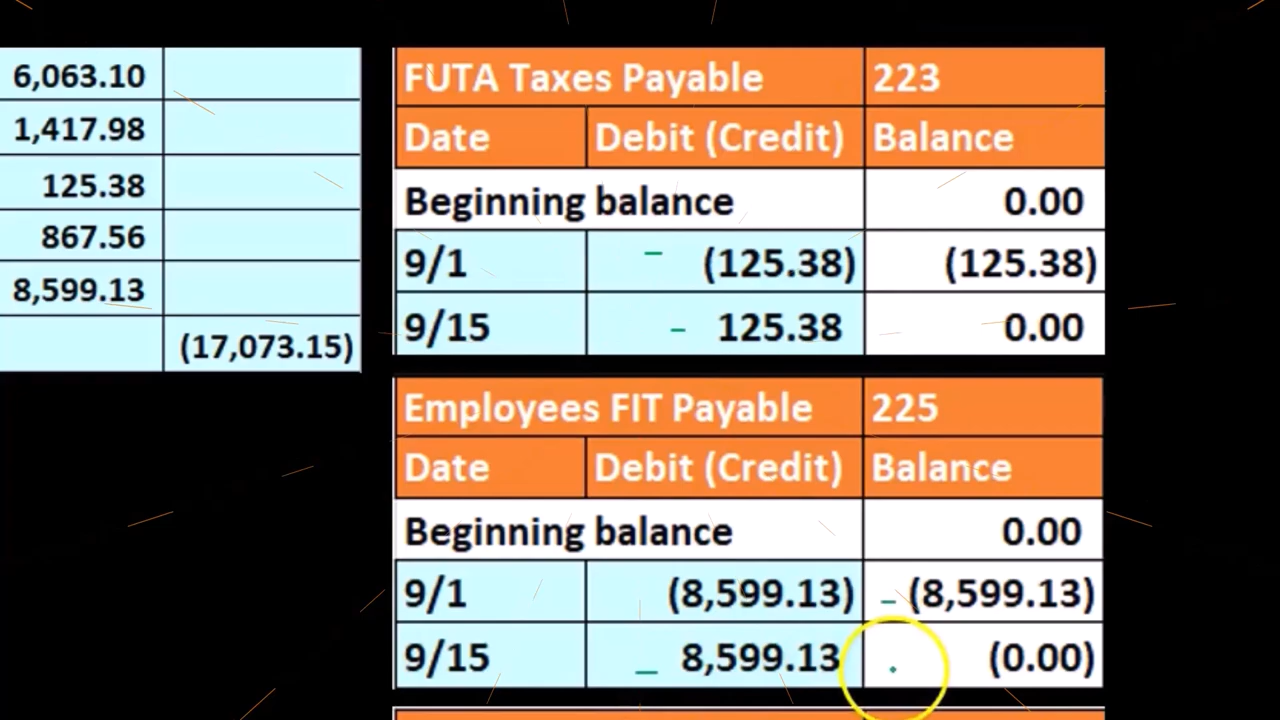 6,063.10
1,417.98
125.38
867.56
8,599.13
(17,073.15)
FUTA Taxes Payable 223
Date Debit (Credit) Balance
Beginning balance 0.00
9/1 (125.38) (125.38)
9/15 125.38 0.00
Employees FIT Payable 225
Date Debit (Credit) Balance
Beginning balance 0.00
9/1 (8,599.13) (8,599.13)
9/15 8,599.13 (0.00)